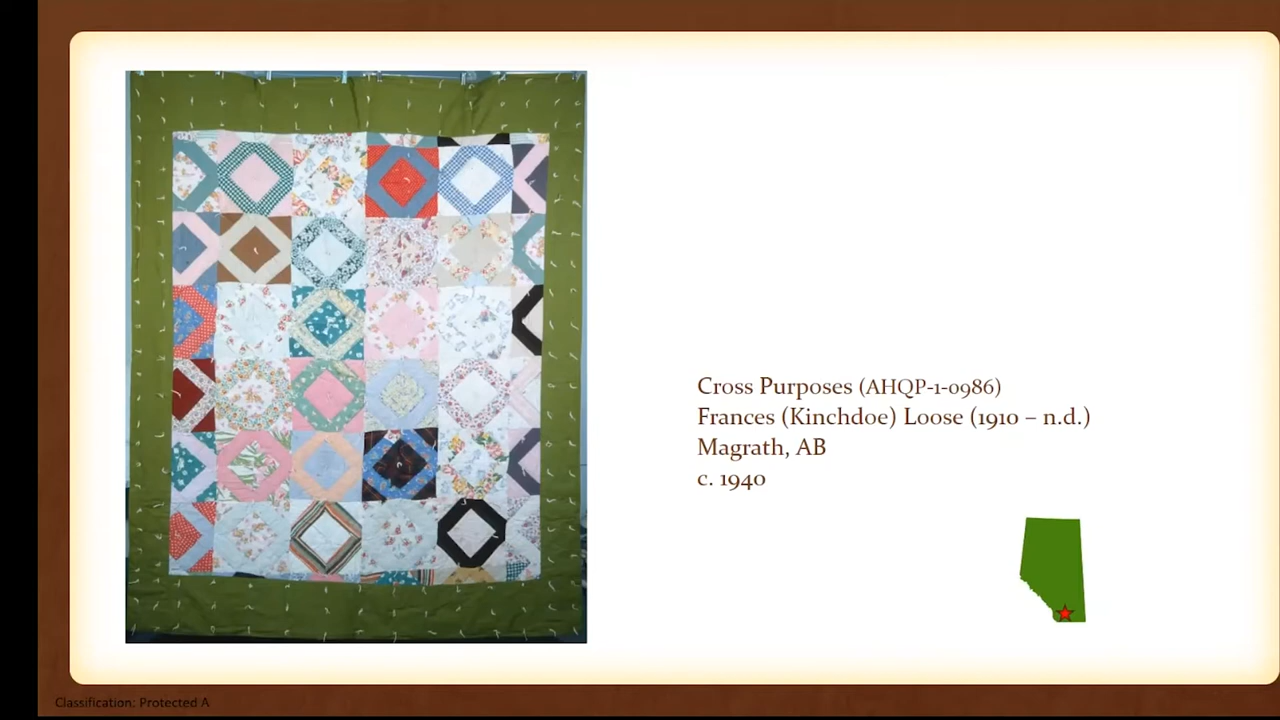 Cross Purposes (AHQP-1-0986)
Frances (Kinchdoe) Loose (1910 – n.d.)
Magrath, AB
c. 1940
Classification: Protected A